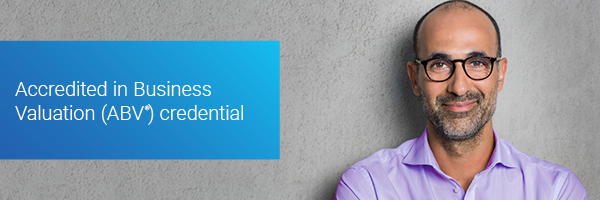 Accredited in Business
Valuation (ABV®) credential